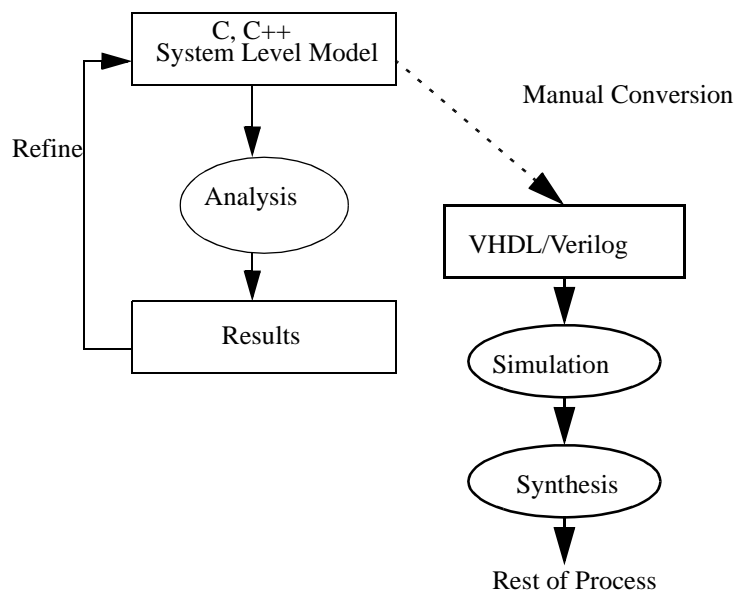 C, C++
System Level Model
Manual Conversion
Refine
Analysis
VHDL/Verilog
Results
Simulation
Synthesis
Rest of Process